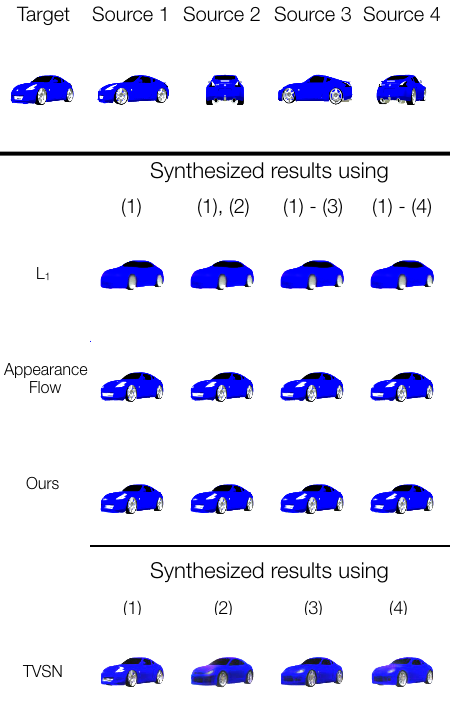 Target Source 1 Source 2 Source 3 Source 4
Synthesized results using
(1) (1), (2) (1) - (3) (1) - (4)
L₁
Appearance
Flow
Ours
Synthesized results using
(1) (2) (3) (4)
TVSN